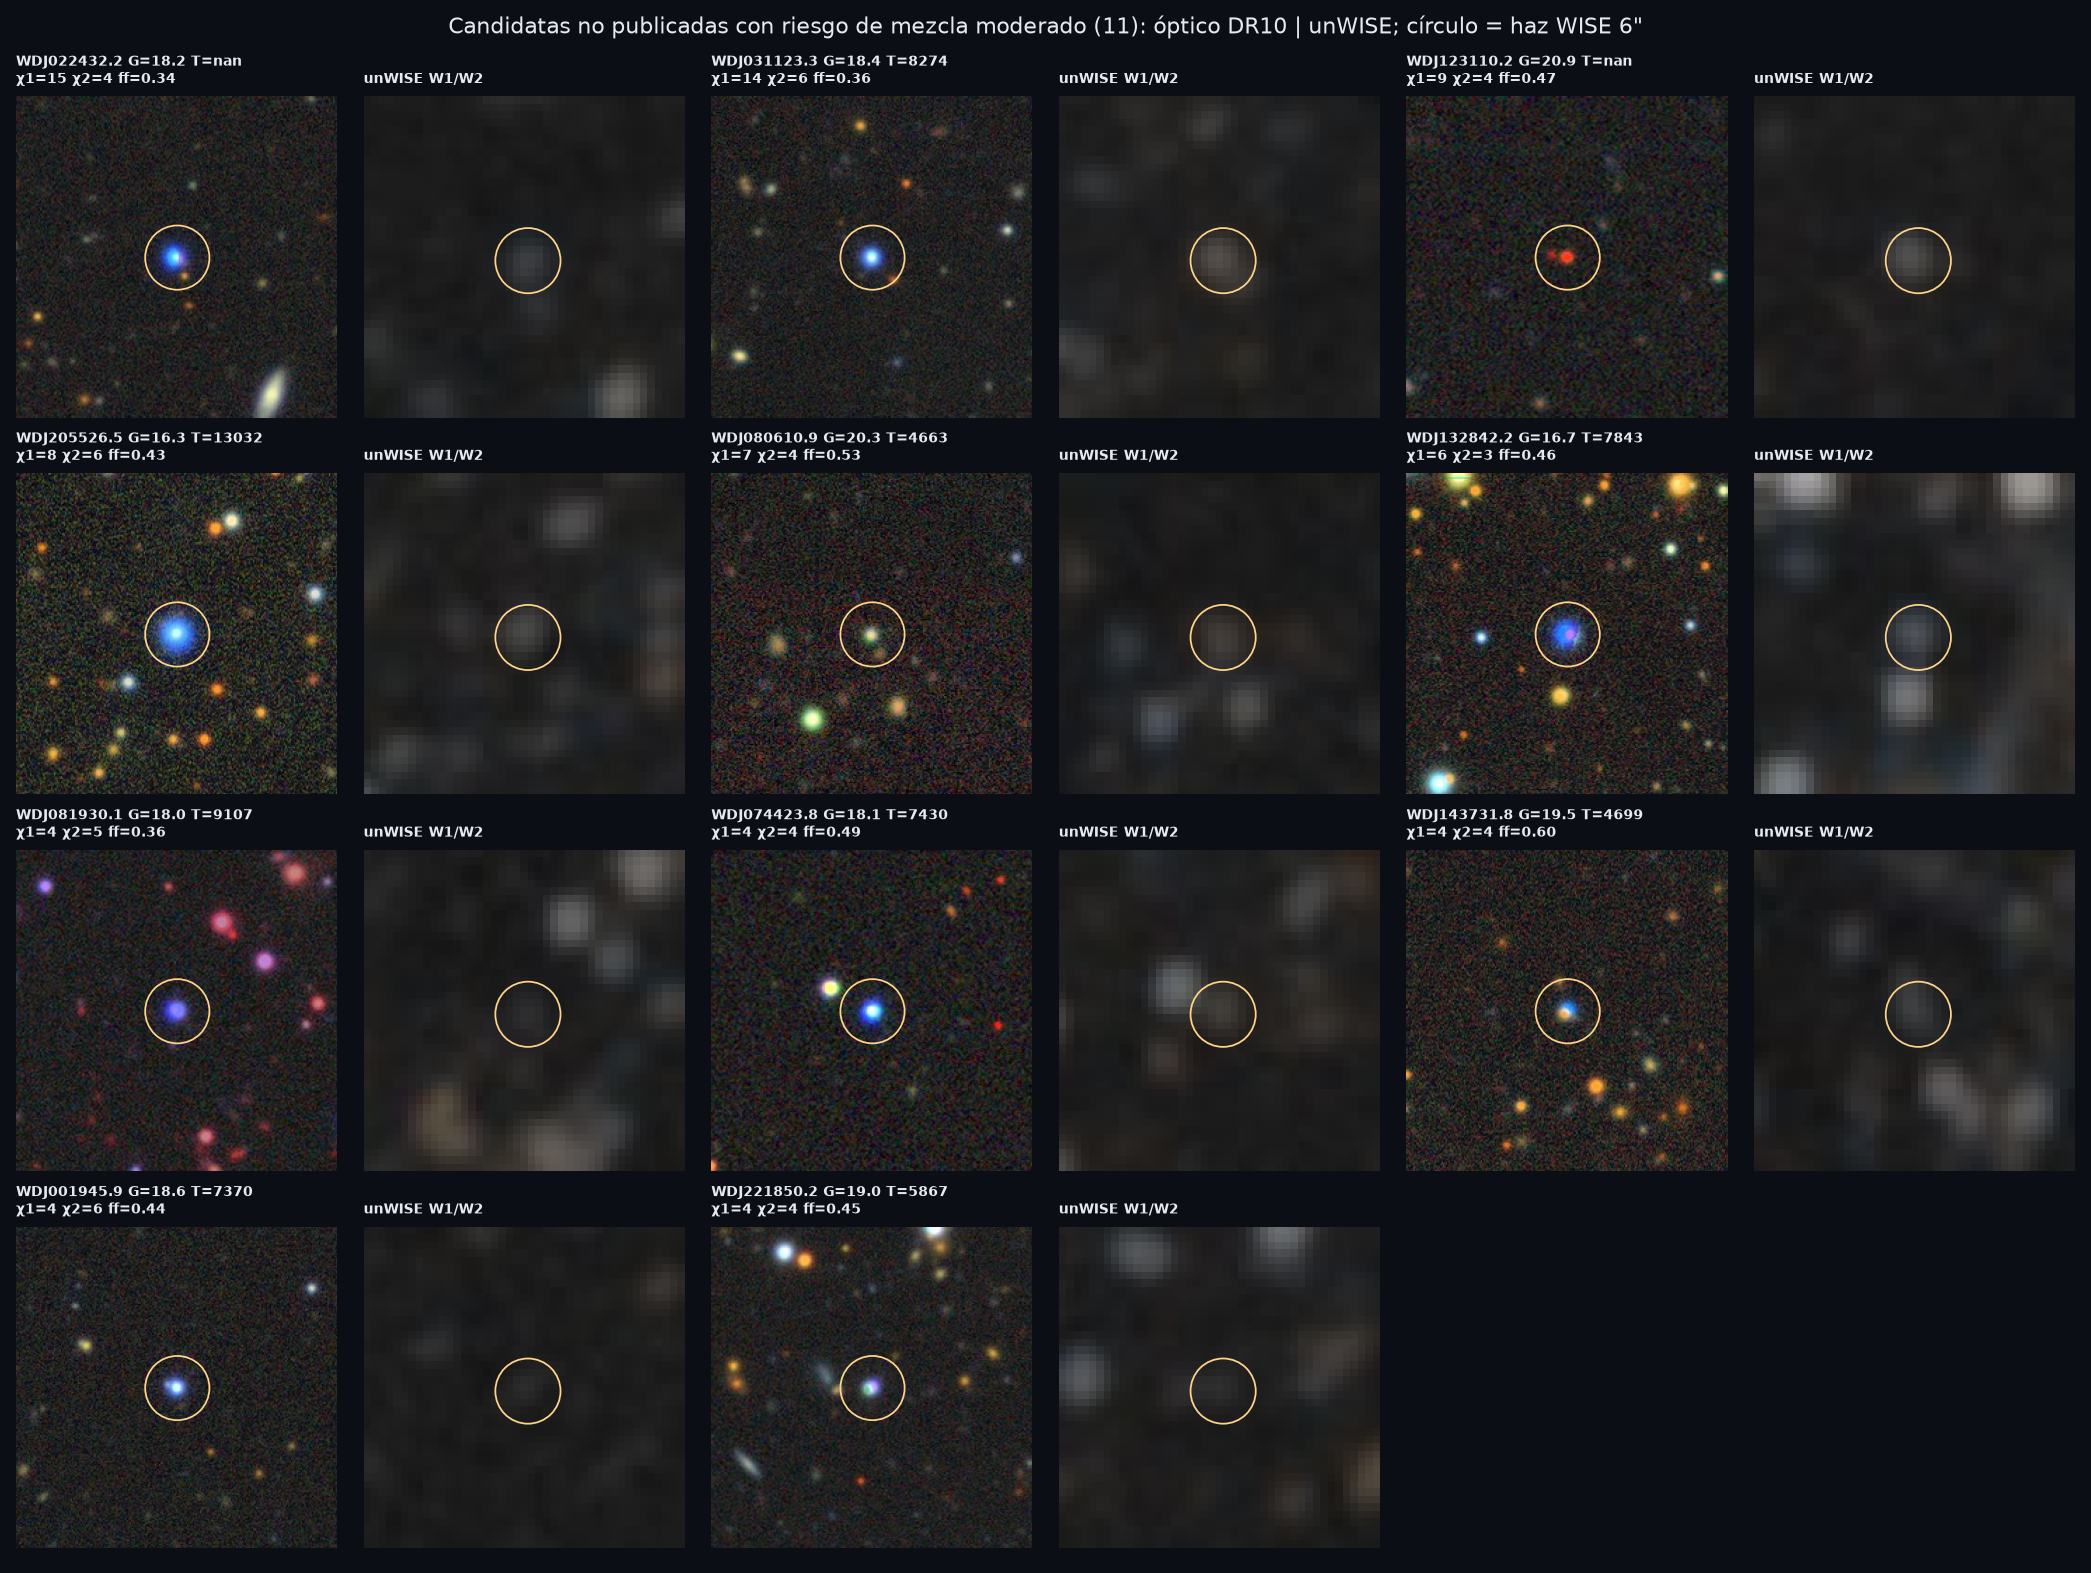 Candidatas no publicadas con riesgo de mezcla moderado (11): óptico DR10 | unWISE; círculo = haz WISE 6"
WDJ022432.2 G=18.2 T=nan
χ1=15 χ2=4 ff=0.34
unWISE W1/W2
WDJ031123.3 G=18.4 T=8274
χ1=14 χ2=6 ff=0.36
unWISE W1/W2
WDJ123110.2 G=20.9 T=nan
χ1=9 χ2=4 ff=0.47
unWISE W1/W2
WDJ205526.5 G=16.3 T=13032
χ1=8 χ2=6 ff=0.43
unWISE W1/W2
WDJ080610.9 G=20.3 T=4663
χ1=7 χ2=4 ff=0.53
unWISE W1/W2
WDJ132842.2 G=16.7 T=7843
χ1=6 χ2=3 ff=0.46
unWISE W1/W2
WDJ081930.1 G=18.0 T=9107
χ1=4 χ2=5 ff=0.36
unWISE W1/W2
WDJ074423.8 G=18.1 T=7430
χ1=4 χ2=4 ff=0.49
unWISE W1/W2
WDJ143731.8 G=19.5 T=4699
χ1=4 χ2=4 ff=0.60
unWISE W1/W2
WDJ001945.9 G=18.6 T=7370
χ1=4 χ2=6 ff=0.44
unWISE W1/W2
WDJ221850.2 G=19.0 T=5867
χ1=4 χ2=4 ff=0.45
unWISE W1/W2